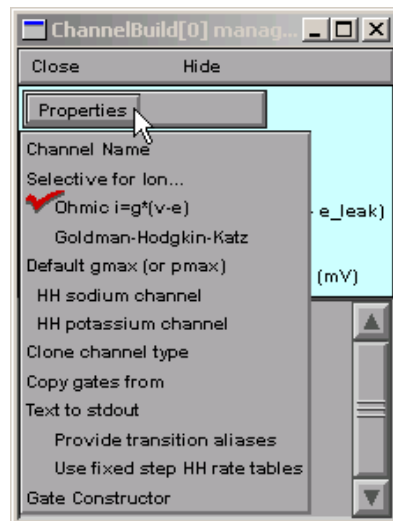 ChannelBuild[0] manag...
Close Hide
Properties
Channel Name
Selective for Ion...
Ohmic i=g*(v-e)
e_leak)
Goldman-Hodgkin-Katz
Default gmax (or pmax)
(mV)
HH sodium channel
HH potassium channel
Clone channel type
Copy gates from
Text to stdout
Provide transition aliases
Use fixed step HH rate tables
Gate Constructor